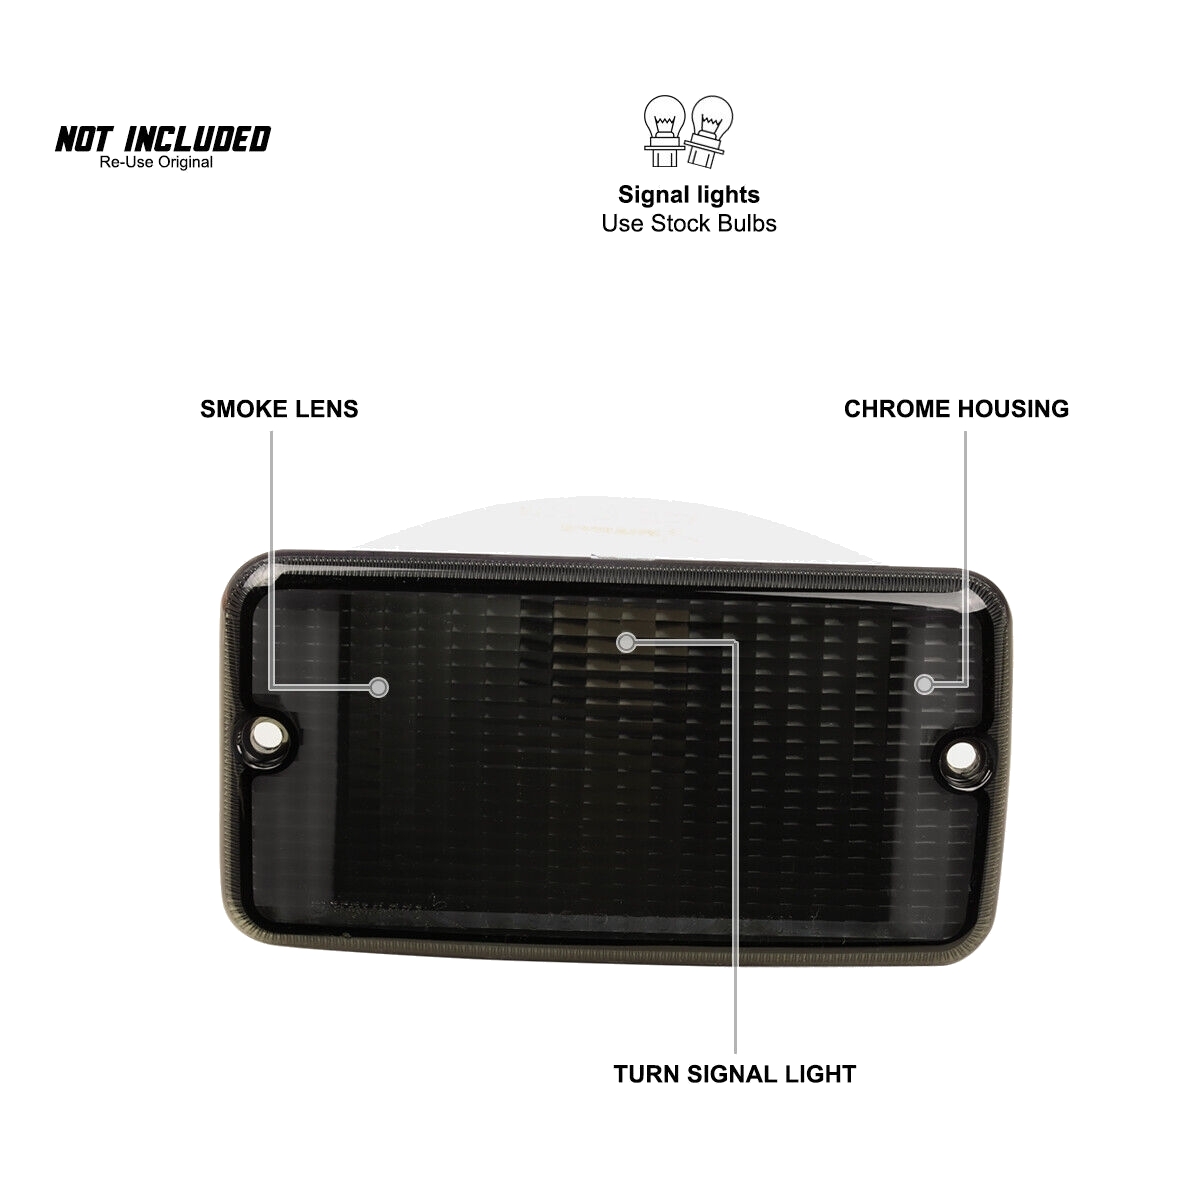 NOT INCLUDED
Re-Use Original
Signal lights
Use Stock Bulbs
SMOKE LENS
CHROME HOUSING
TURN SIGNAL LIGHT